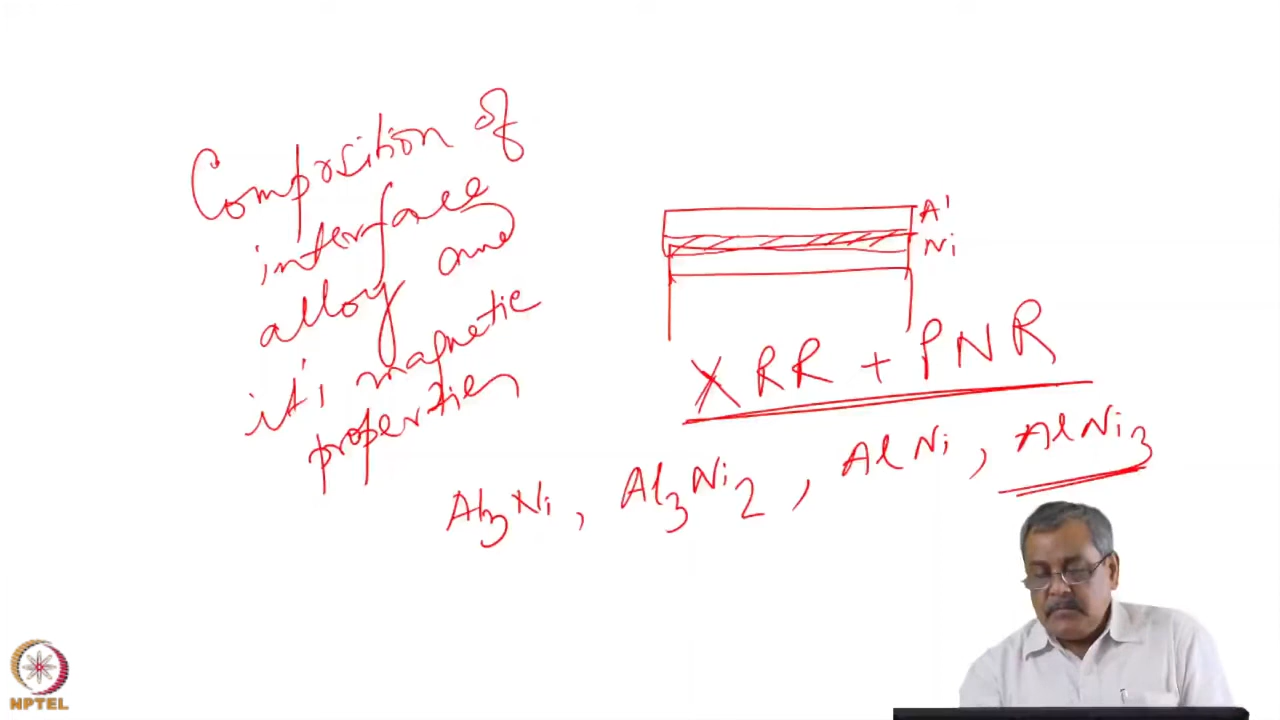 Composition of
interface
alloy and
it's magnetic
properties
Al
Ni
XRR + PNR
Al₃Ni, Al₃Ni₂, AlNi, AlNi₃
NPTEL